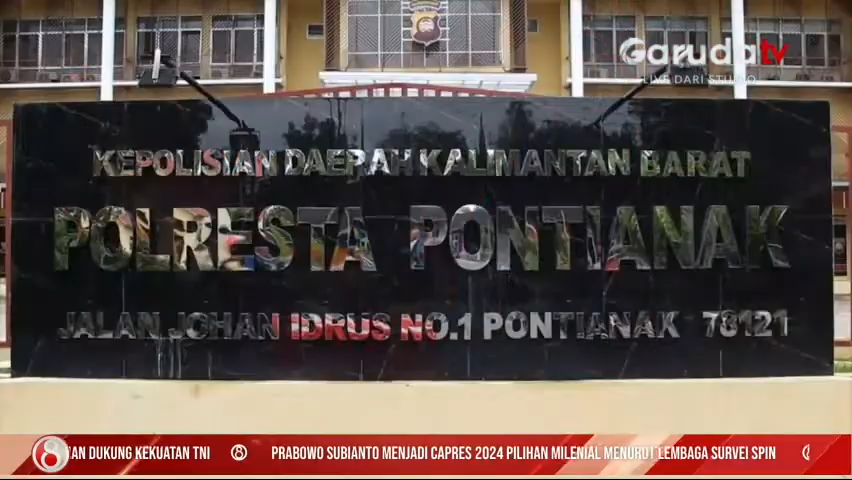 Garudatv
LIVE DARI STUDIO
KEPOLISIAN DAERAH KALIMANTAN BARAT
POLRESTA PONTIANAK
JALAN JOHAN IDRUS NO.1 PONTIANAK 78121
DUKUNG KEKUATAN TNI 8 PRABOWO SUBIANTO MENJADI CAPRES 2024 PILIHAN MILENIAL MENURUT LEMBAGA SURVEI SPIN
8